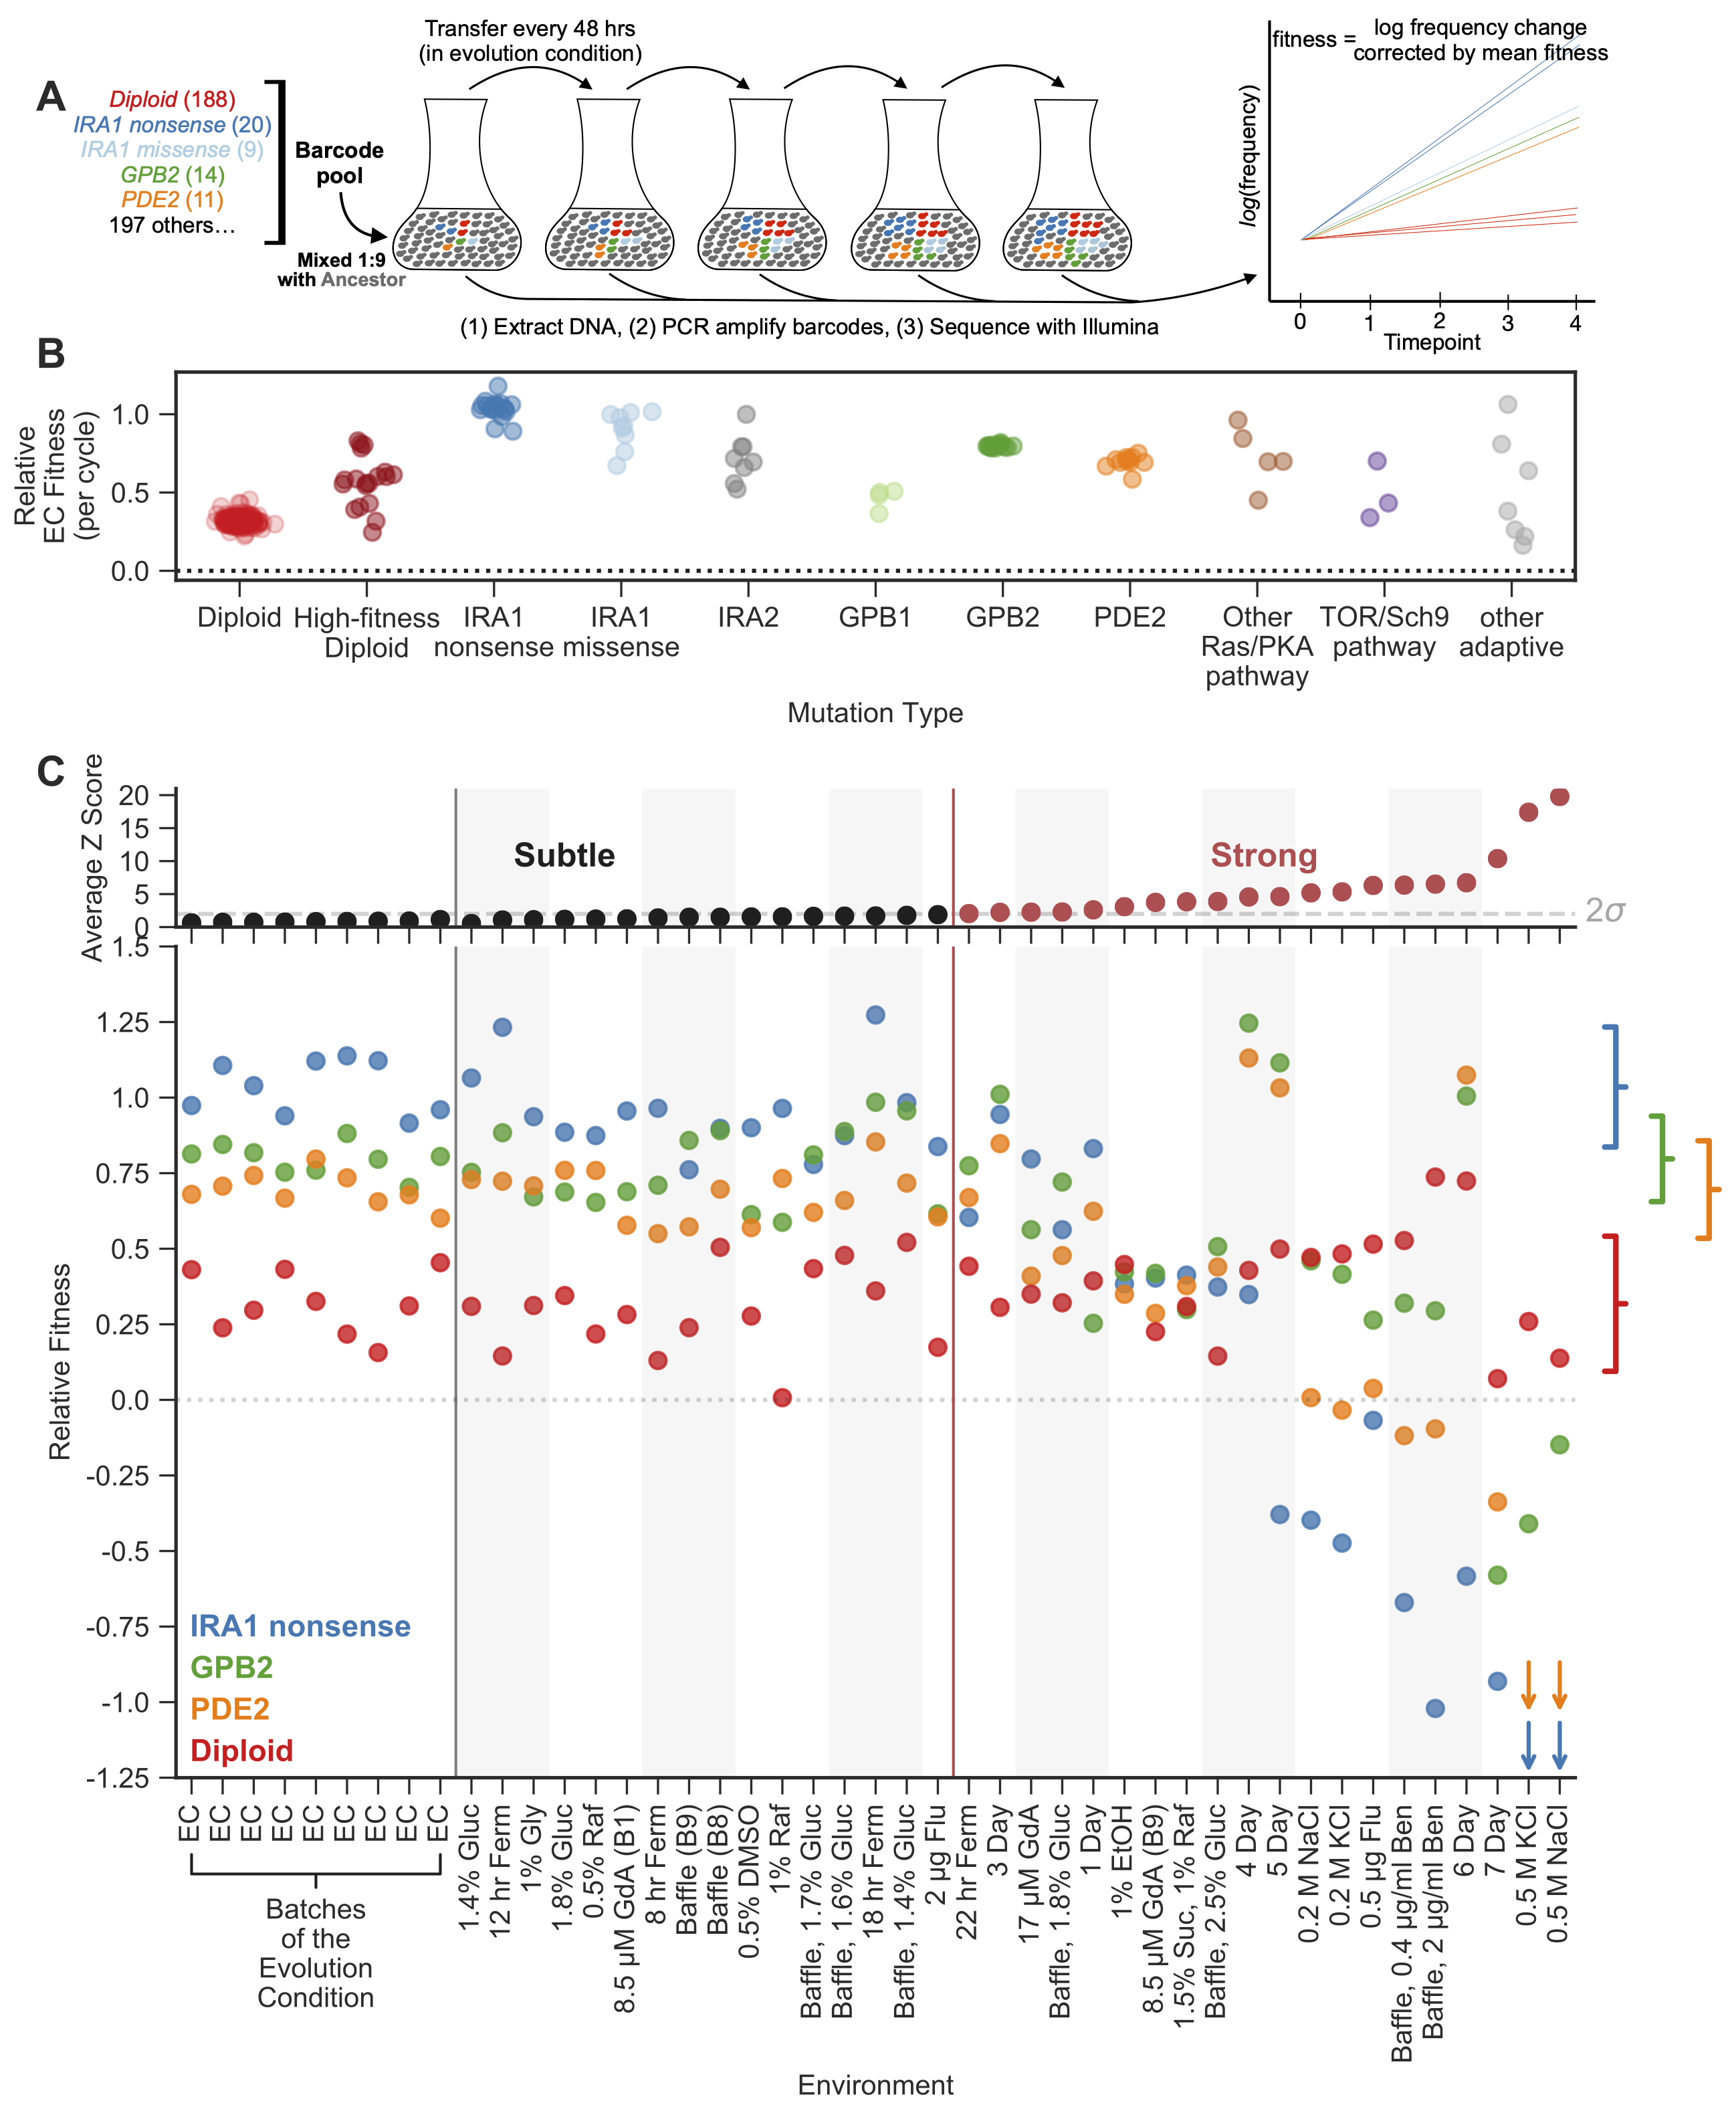 A
Transfer every 48 hrs
(in evolution condition)
Diploid (188)
IRA1 nonsense (20)
IRA1 missense (9)
GPB2 (14)
PDE2 (11)
197 others…
Barcode
pool
Mixed 1:9
with Ancestor
(1) Extract DNA, (2) PCR amplify barcodes, (3) Sequence with Illumina
fitness = log frequency change
corrected by mean fitness
log(frequency)
0 1 2 3 4
Timepoint
B
Relative
EC Fitness
(per cycle)
1.0
0.5
0.0
Diploid
High-fitness
Diploid
IRA1
nonsense
IRA1
missense
IRA2
GPB1
GPB2
PDE2
Other
Ras/PKA
pathway
TOR/Sch9
pathway
other
adaptive
Mutation Type
C
Average Z Score
20
15
10
5
0
Subtle
Strong
2σ
Relative Fitness
1.5
1.25
1.0
0.75
0.5
0.25
0.0
-0.25
-0.5
-0.75
-1.0
-1.25
IRA1 nonsense
GPB2
PDE2
Diploid
EC
EC
EC
EC
EC
EC
EC
EC
EC
1.4% Gluc
12 hr Ferm
1% Gly
1.8% Gluc
0.5% Raf
8.5 µM GdA (B1)
8 hr Ferm
Baffle (B9)
Baffle (B8)
0.5% DMSO
1% Raf
Baffle, 1.7% Gluc
Baffle, 1.6% Gluc
18 hr Ferm
Baffle, 1.4% Gluc
2 µg Flu
22 hr Ferm
3 Day
17 µM GdA
Baffle, 1.8% Gluc
1 Day
1% EtOH
8.5 µM GdA (B9)
1.5% Suc, 1% Raf
Baffle, 2.5% Gluc
4 Day
5 Day
0.2 M NaCl
0.2 M KCl
0.5 µg Flu
Baffle, 0.4 µg/ml Ben
Baffle, 2 µg/ml Ben
6 Day
7 Day
0.5 M KCl
0.5 M NaCl
Batches
of the
Evolution
Condition
Environment